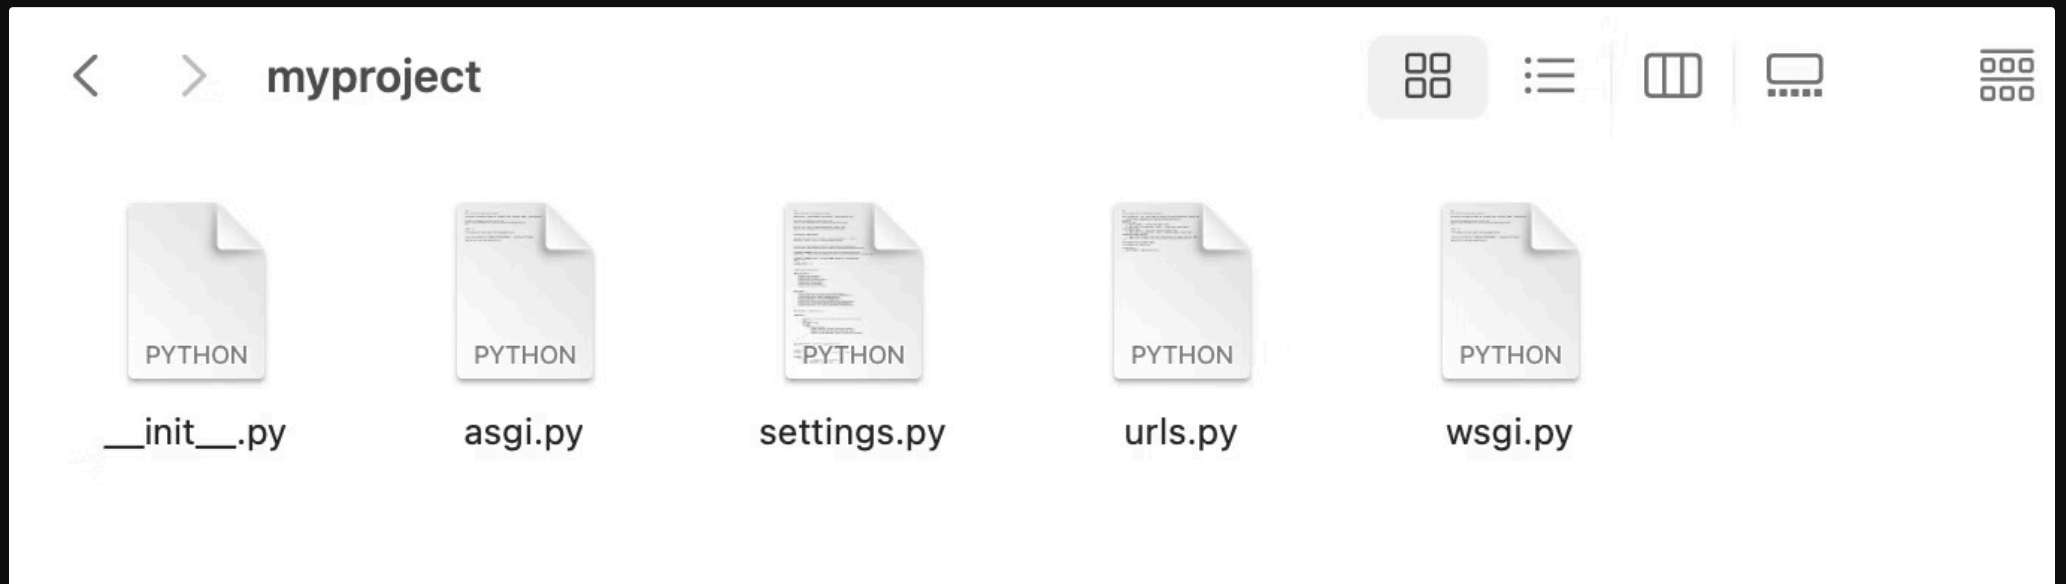 myproject
PYTHON PYTHON PYTHON PYTHON PYTHON
__init__.py asgi.py settings.py urls.py wsgi.py